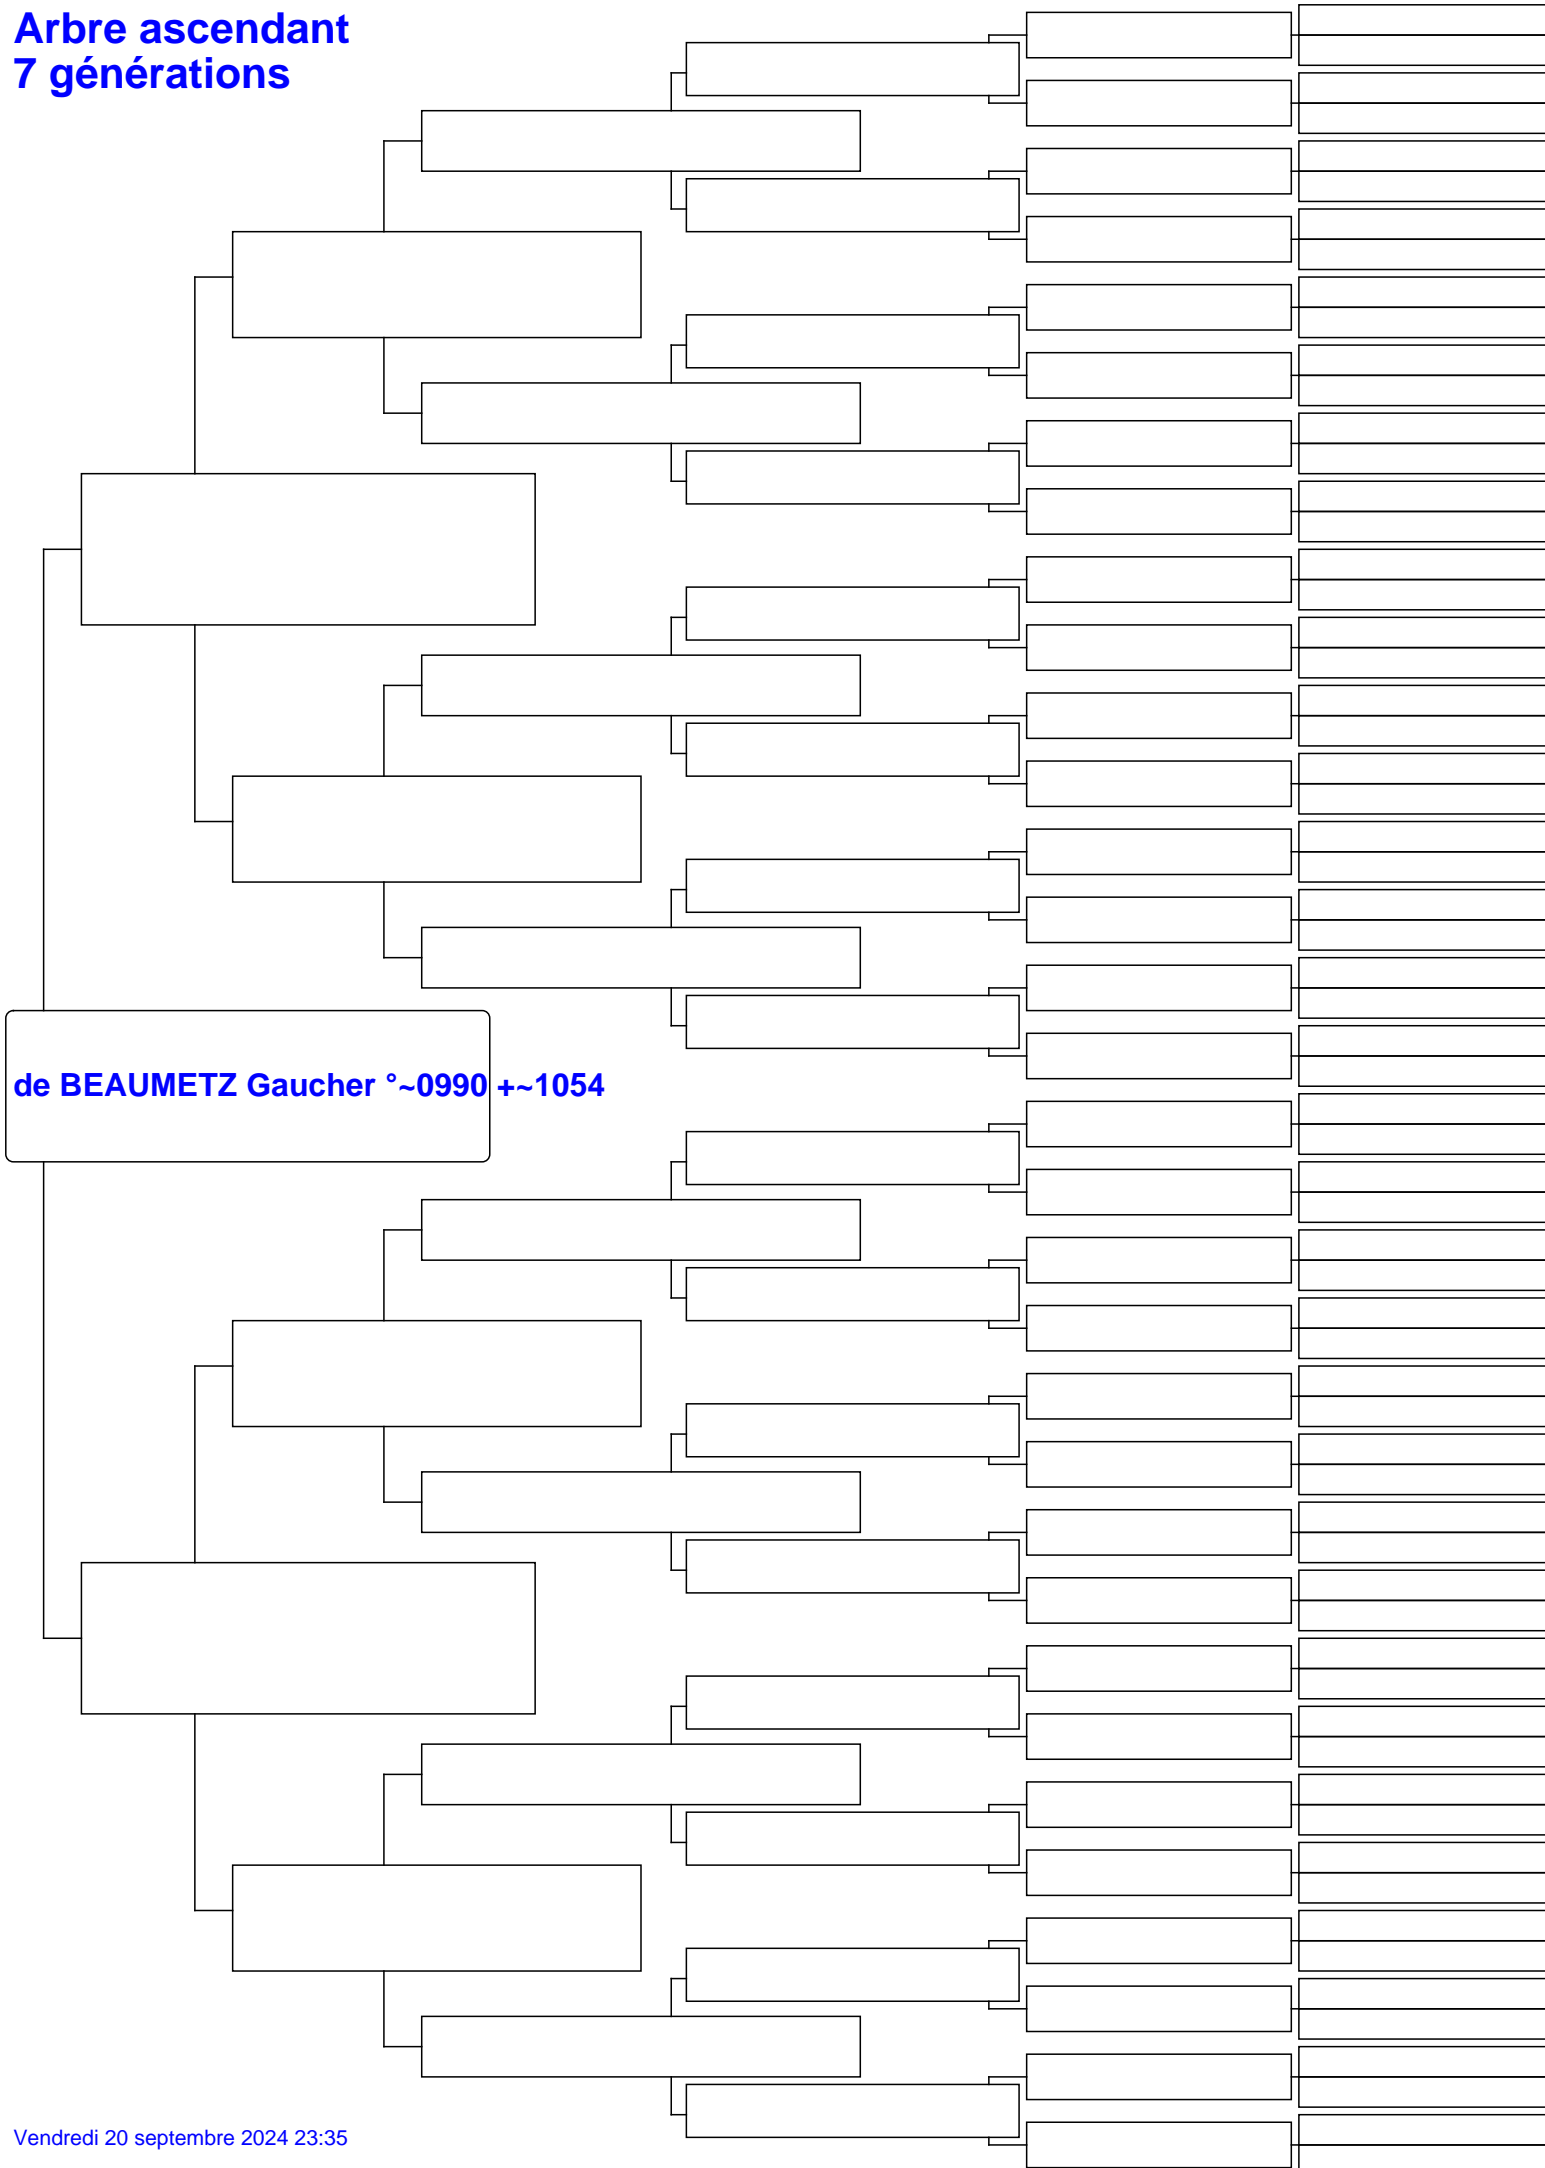 Arbre ascendant
7 générations
de BEAUMETZ Gaucher °~0990 +~1054
Vendredi 20 septembre 2024 23:35